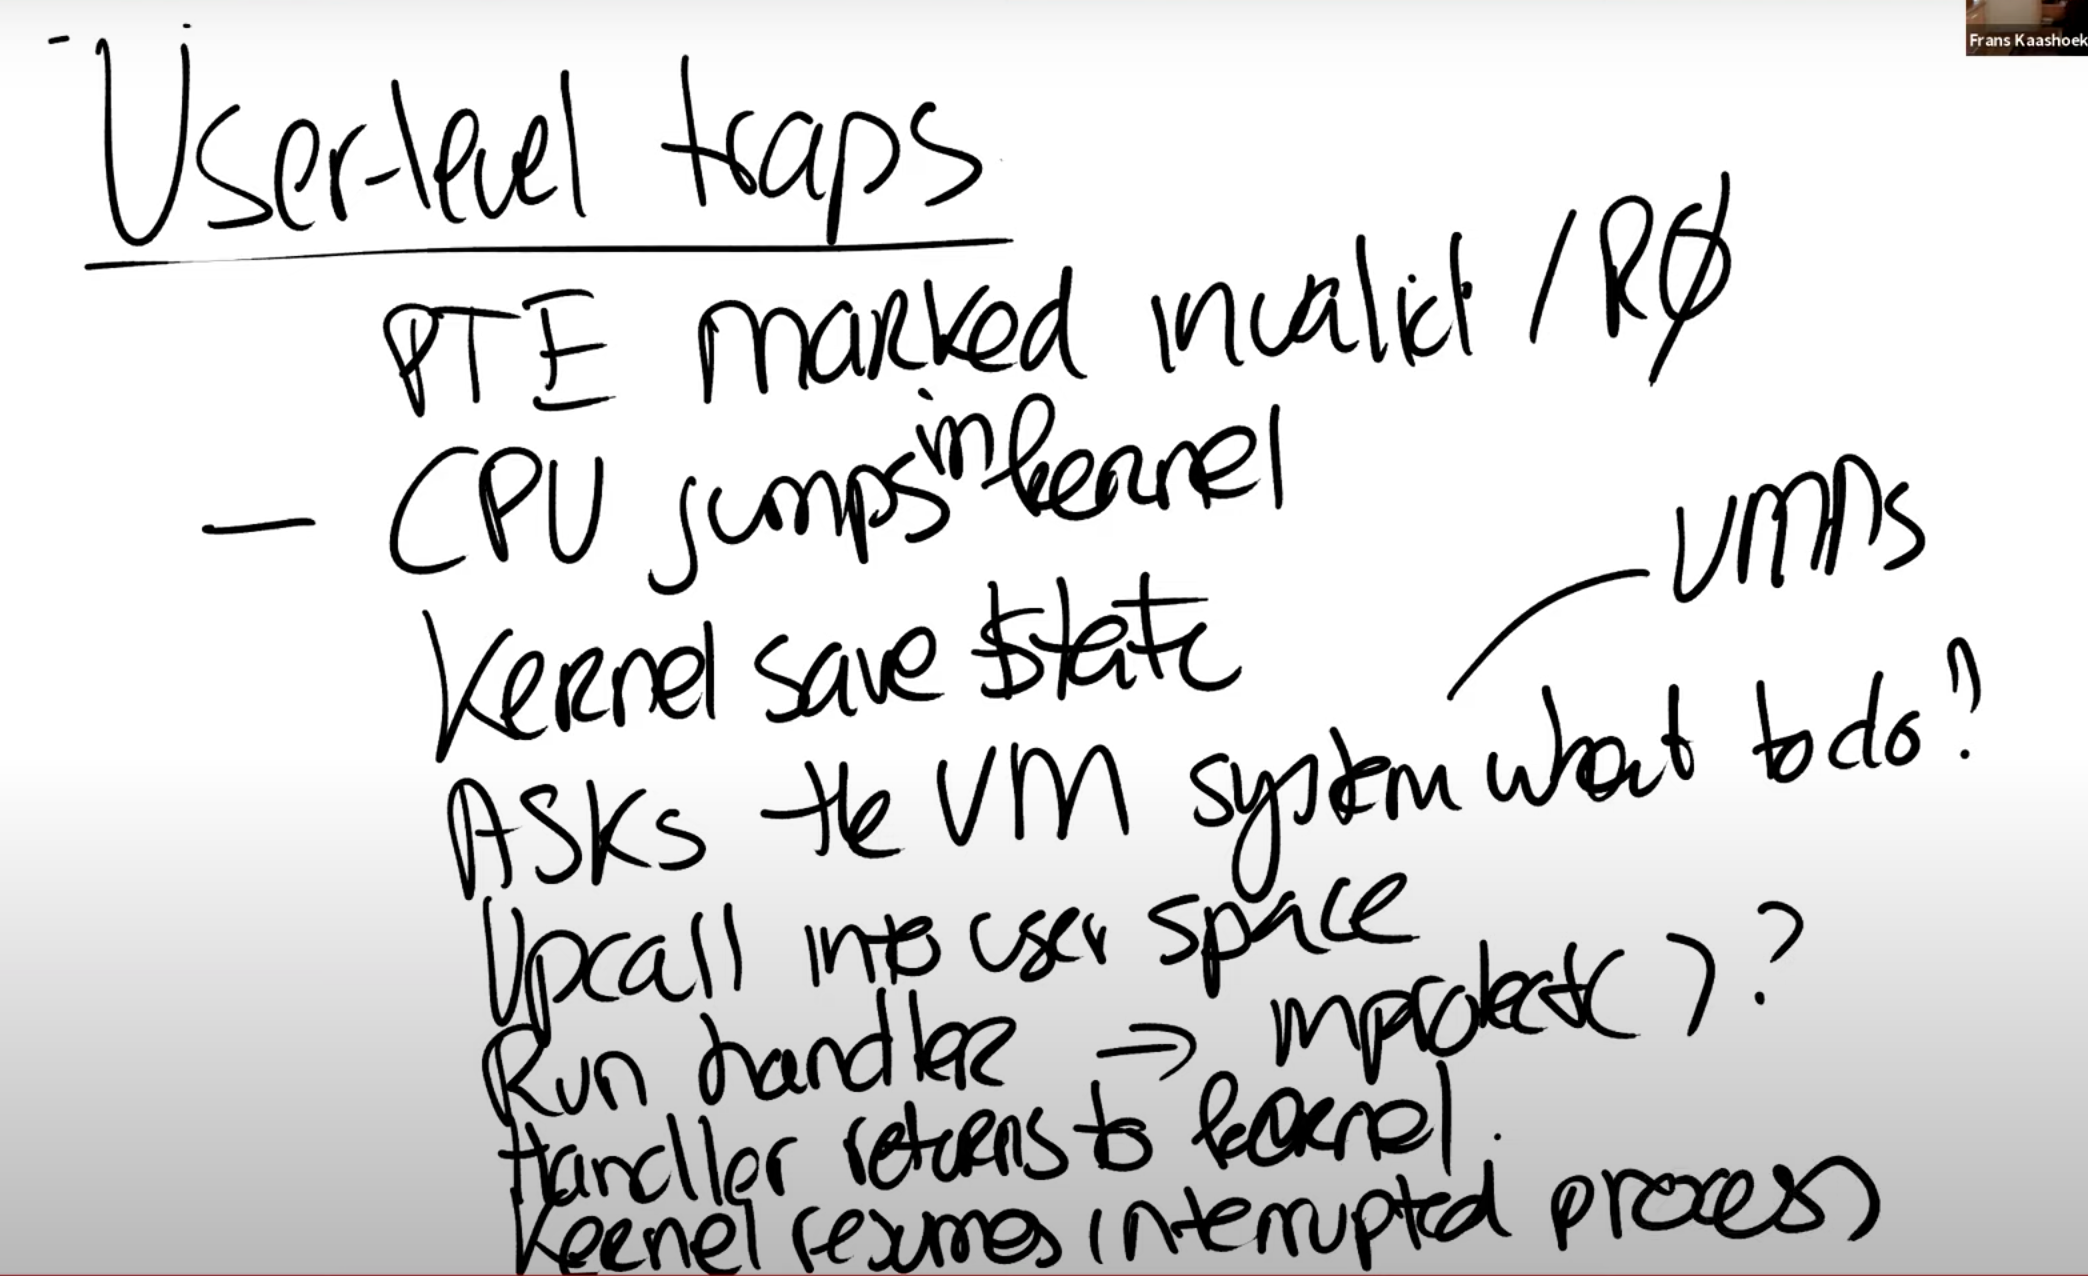 Frans Kaashoek
User-level traps
PTE marked invalid / RO
- CPU jumps in kernel
VMAs
Kernel save state
Asks the VM system what to do?
Upcall into user space
Run handler → mprotect( ) ?
Handler returns to kernel
Kernel resumes interrupted process